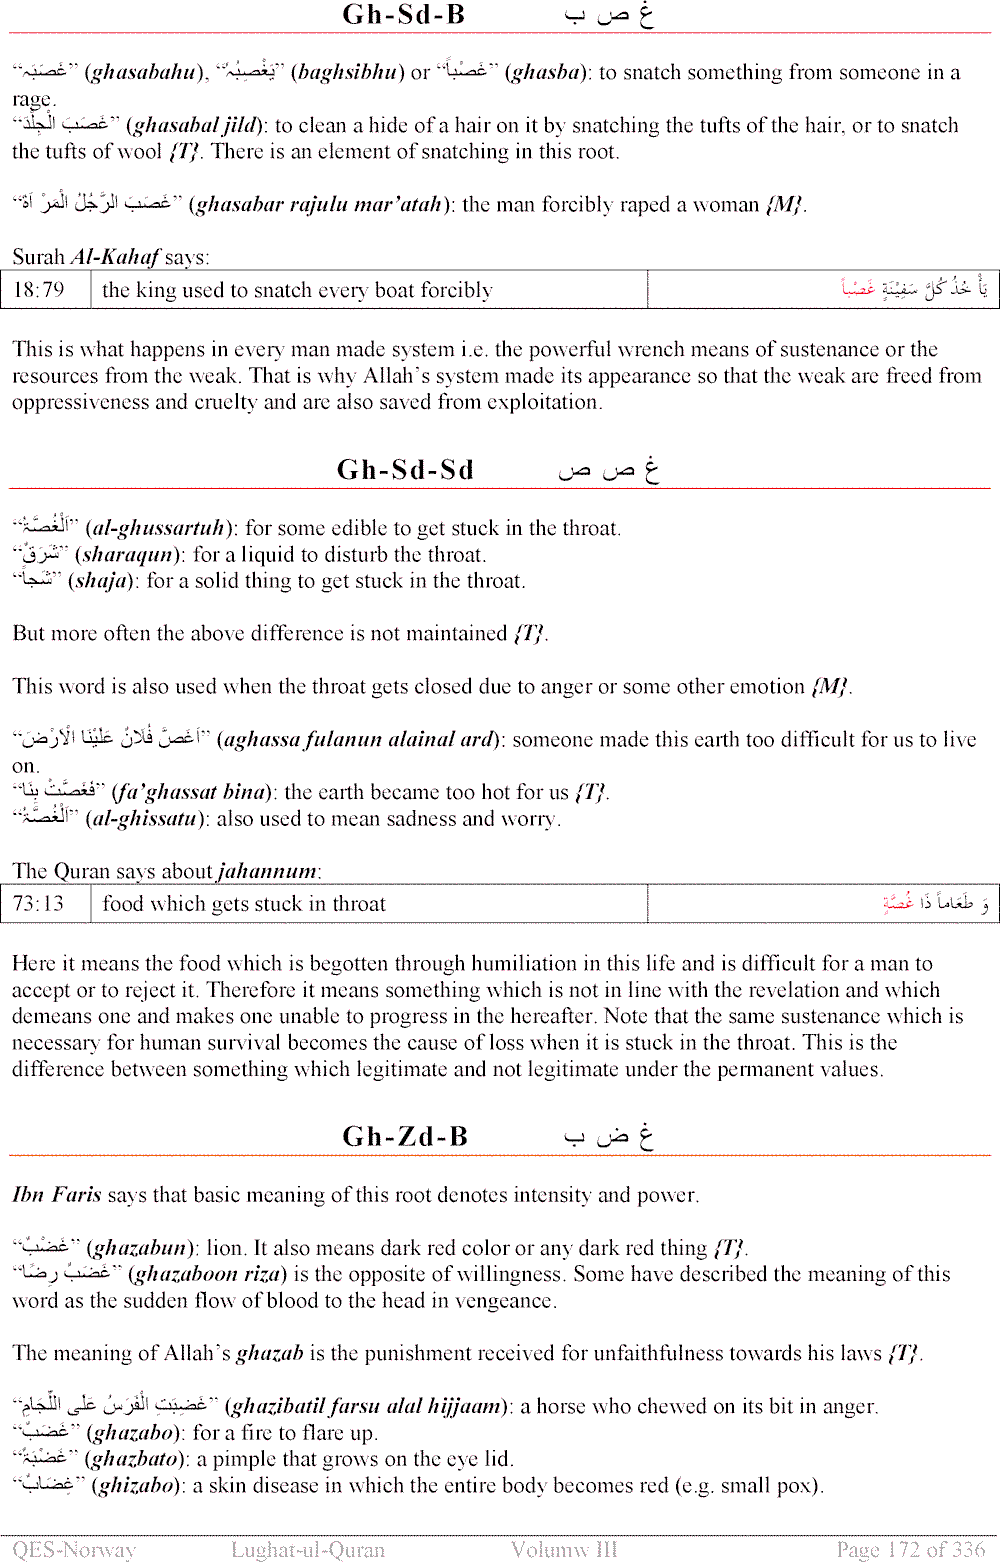 Gh-Sd-B غ ص ب
“غَصَبَہ” (ghasabahu), “یَغْصِبُہٗ” (baghsibhu) or “غَصْباً” (ghasba): to snatch something from someone in a
rage.
“غَصَبَ الْجِلْدَ” (ghasabal jild): to clean a hide of a hair on it by snatching the tufts of the hair, or to snatch
the tufts of wool {T}. There is an element of snatching in this root.
“غَصَبَ الرَّجُلُ الْمَرْ آۃَ” (ghasabar rajulu mar’atah): the man forcibly raped a woman {M}.
Surah Al-Kahaf says:
18:79 the king used to snatch every boat forcibly یَأْ خُذُ کُلَّ سَفِیْنَۃٍ غَصْباً
This is what happens in every man made system i.e. the powerful wrench means of sustenance or the
resources from the weak. That is why Allah’s system made its appearance so that the weak are freed from
oppressiveness and cruelty and are also saved from exploitation.
Gh-Sd-Sd غ ص ص
“اَلْغُصَّۃُ” (al-ghussartuh): for some edible to get stuck in the throat.
“شَرَقٌ” (sharaqun): for a liquid to disturb the throat.
“شَجاً” (shaja): for a solid thing to get stuck in the throat.
But more often the above difference is not maintained {T}.
This word is also used when the throat gets closed due to anger or some other emotion {M}.
“اَغَصَّ فُلَانٌ عَلَیْنَا الْاَرْضَ” (aghassa fulanun alainal ard): someone made this earth too difficult for us to live
on.
“فَغَصَّتْ بِنَا” (fa’ghassat bina): the earth became too hot for us {T}.
“اَلْغُصَّۃُ” (al-ghissatu): also used to mean sadness and worry.
The Quran says about jahannum:
73:13 food which gets stuck in throat وَ طَعَاماً ذَا غُصَّۃٍ
Here it means the food which is begotten through humiliation in this life and is difficult for a man to
accept or to reject it. Therefore it means something which is not in line with the revelation and which
demeans one and makes one unable to progress in the hereafter. Note that the same sustenance which is
necessary for human survival becomes the cause of loss when it is stuck in the throat. This is the
difference between something which legitimate and not legitimate under the permanent values.
Gh-Zd-B غ ض ب
Ibn Faris says that basic meaning of this root denotes intensity and power.
“غَضْبٌ” (ghazabun): lion. It also means dark red color or any dark red thing {T}.
“غَضَبٌ رِضًا” (ghazaboon riza) is the opposite of willingness. Some have described the meaning of this
word as the sudden flow of blood to the head in vengeance.
The meaning of Allah’s ghazab is the punishment received for unfaithfulness towards his laws {T}.
“غَضِبَتِ الْفَرَسُ عَلَی اللِّجَامِ” (ghazibatil farsu alal hijjaam): a horse who chewed on its bit in anger.
“غَضَبٌ” (ghazabo): for a fire to flare up.
“غَضْبَۃٌ” (ghazbato): a pimple that grows on the eye lid.
“غِضَابٌ” (ghizabo): a skin disease in which the entire body becomes red (e.g. small pox).
QES-Norway Lughat-ul-Quran Volumw III Page 172 of 336